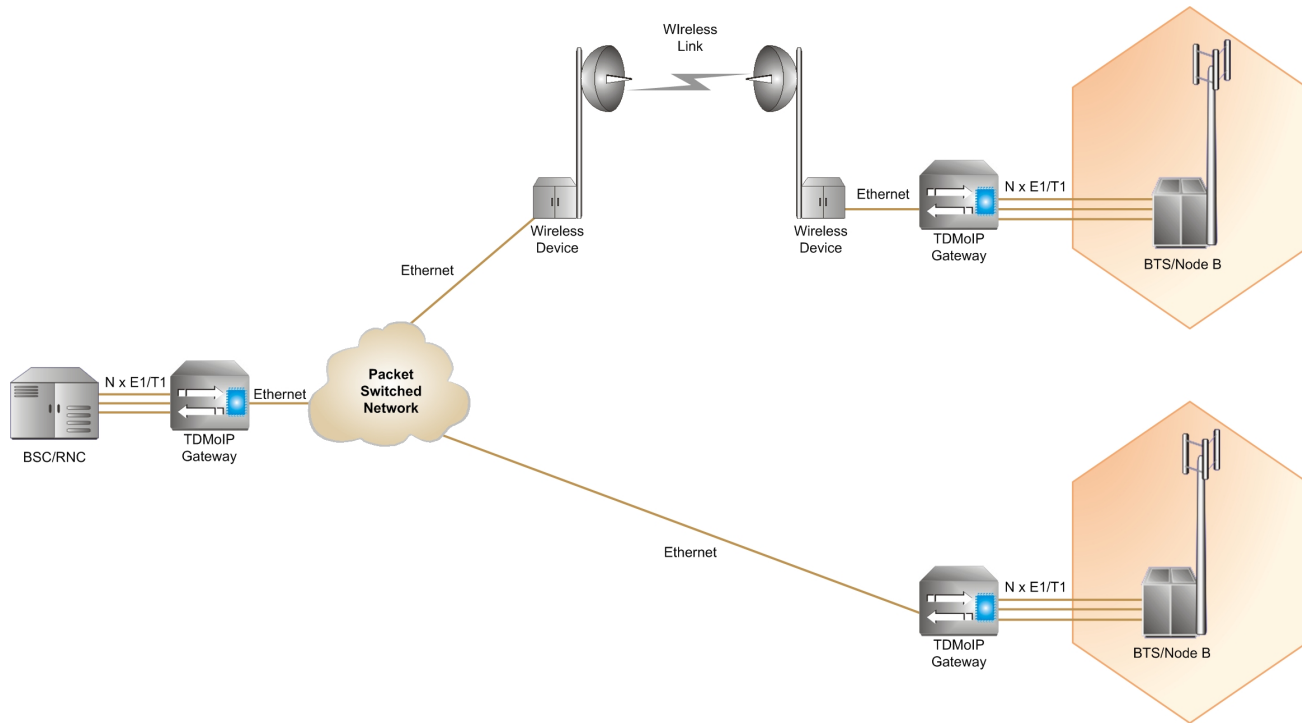 WIreless
Link
Wireless
Device
Wireless
Device
Ethernet
TDMoIP
Gateway
N x E1/T1
BTS/Node B
Ethernet
BSC/RNC
N x E1/T1
TDMoIP
Gateway
Ethernet
Packet
Switched
Network
Ethernet
TDMoIP
Gateway
N x E1/T1
BTS/Node B